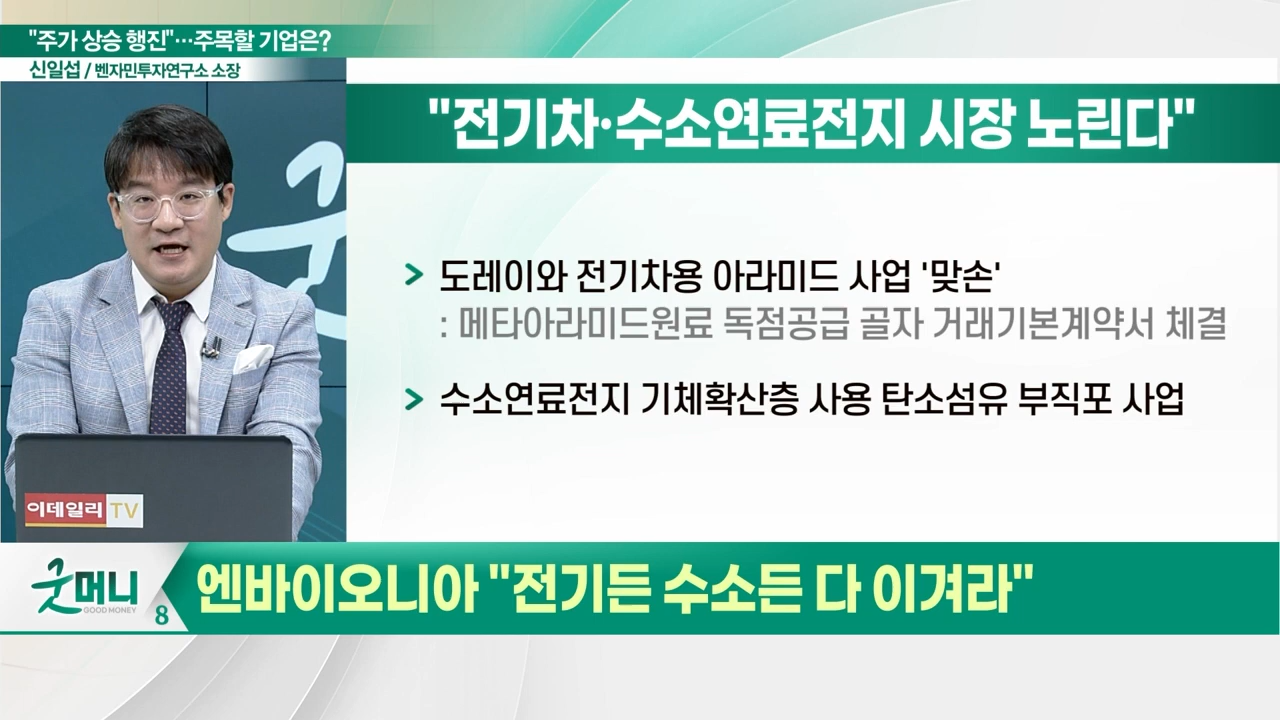 "주가 상승 행진"…주목할 기업은?
신일섭 / 벤자민투자연구소 소장
"전기차·수소연료전지 시장 노린다"
> 도레이와 전기차용 아라미드 사업 '맞손'
: 메타아라미드원료 독점공급 골자 거래기본계약서 체결
> 수소연료전지 기체확산층 사용 탄소섬유 부직포 사업
이데일리 TV
굿머니
GOOD MONEY
8
엔바이오니아 "전기든 수소든 다 이겨라"